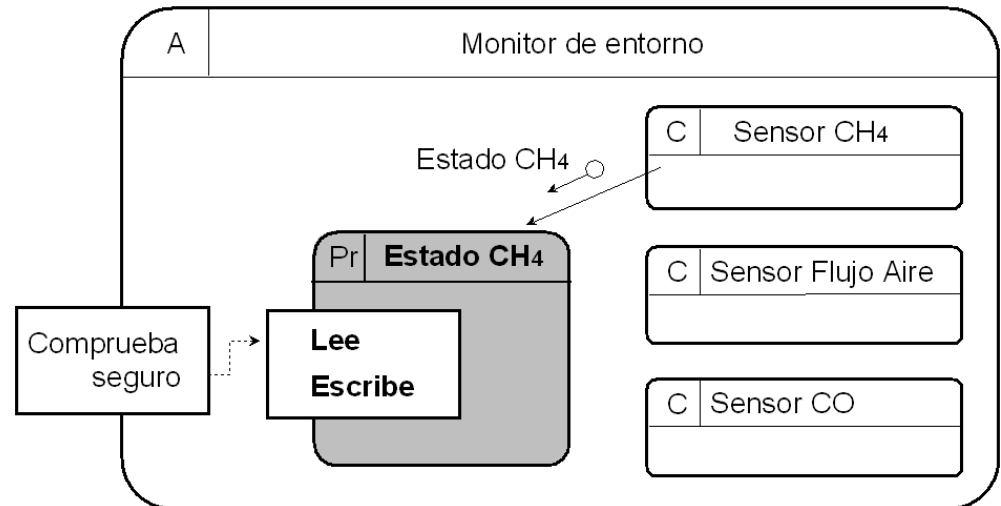 A
Monitor de entorno
C
Sensor CH4
Estado CH4
Pr
Estado CH4
C
Sensor Flujo Aire
Comprueba
seguro
Lee
Escribe
C
Sensor CO